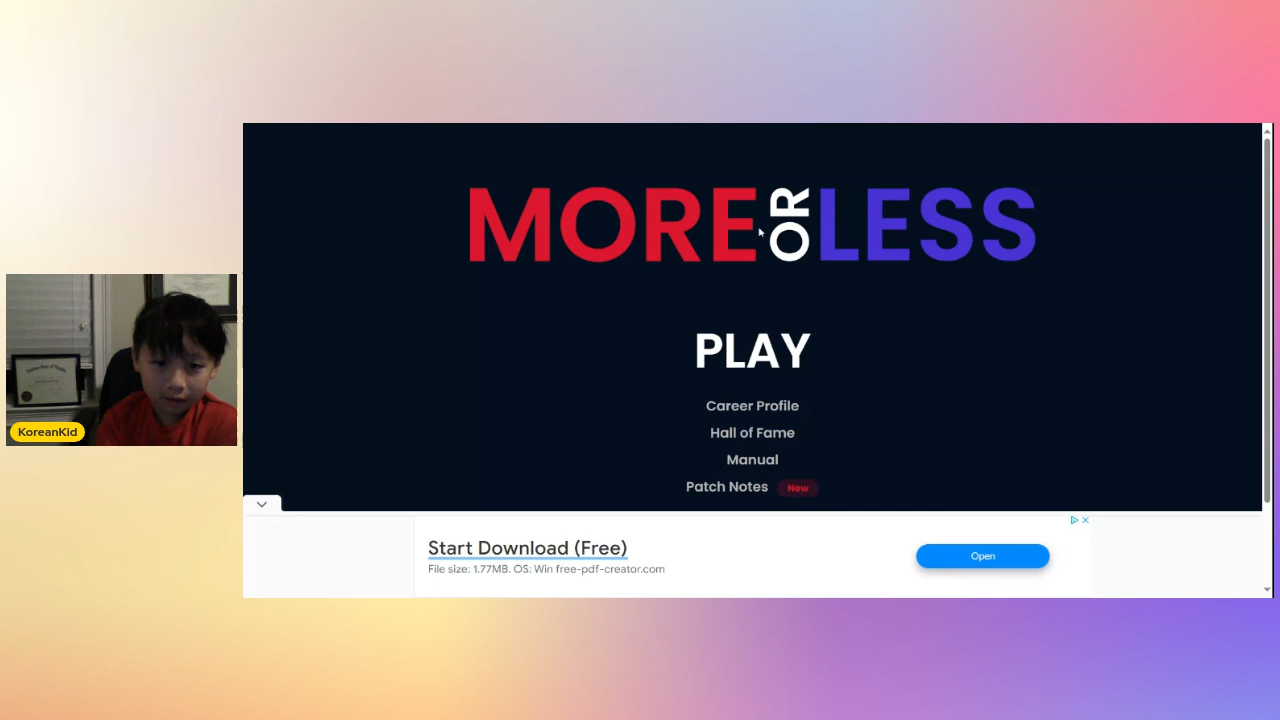 MORE OR LESS
PLAY
Career Profile
Hall of Fame
Manual
Patch Notes New
KoreanKid
Start Download (Free)
File size: 1.77MB. OS: Win free-pdf-creator.com
Open